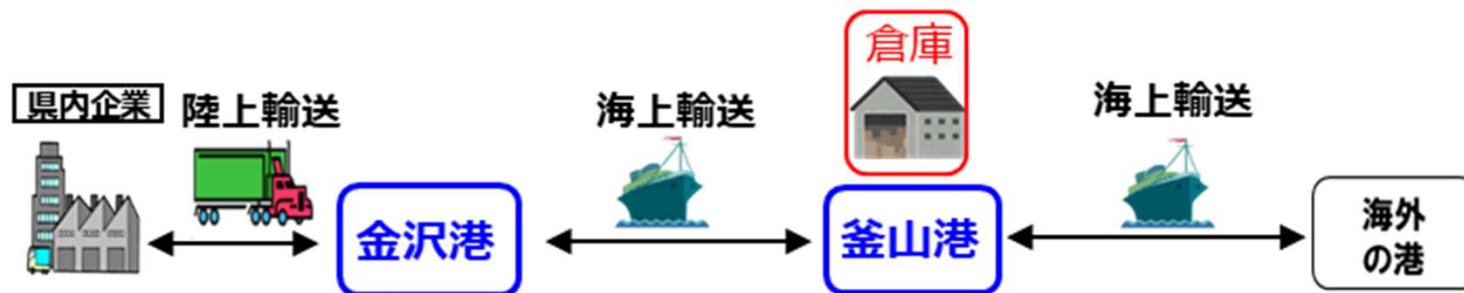 倉庫
県内企業
陸上輸送
海上輸送
海上輸送
金沢港
釜山港
海外
の港